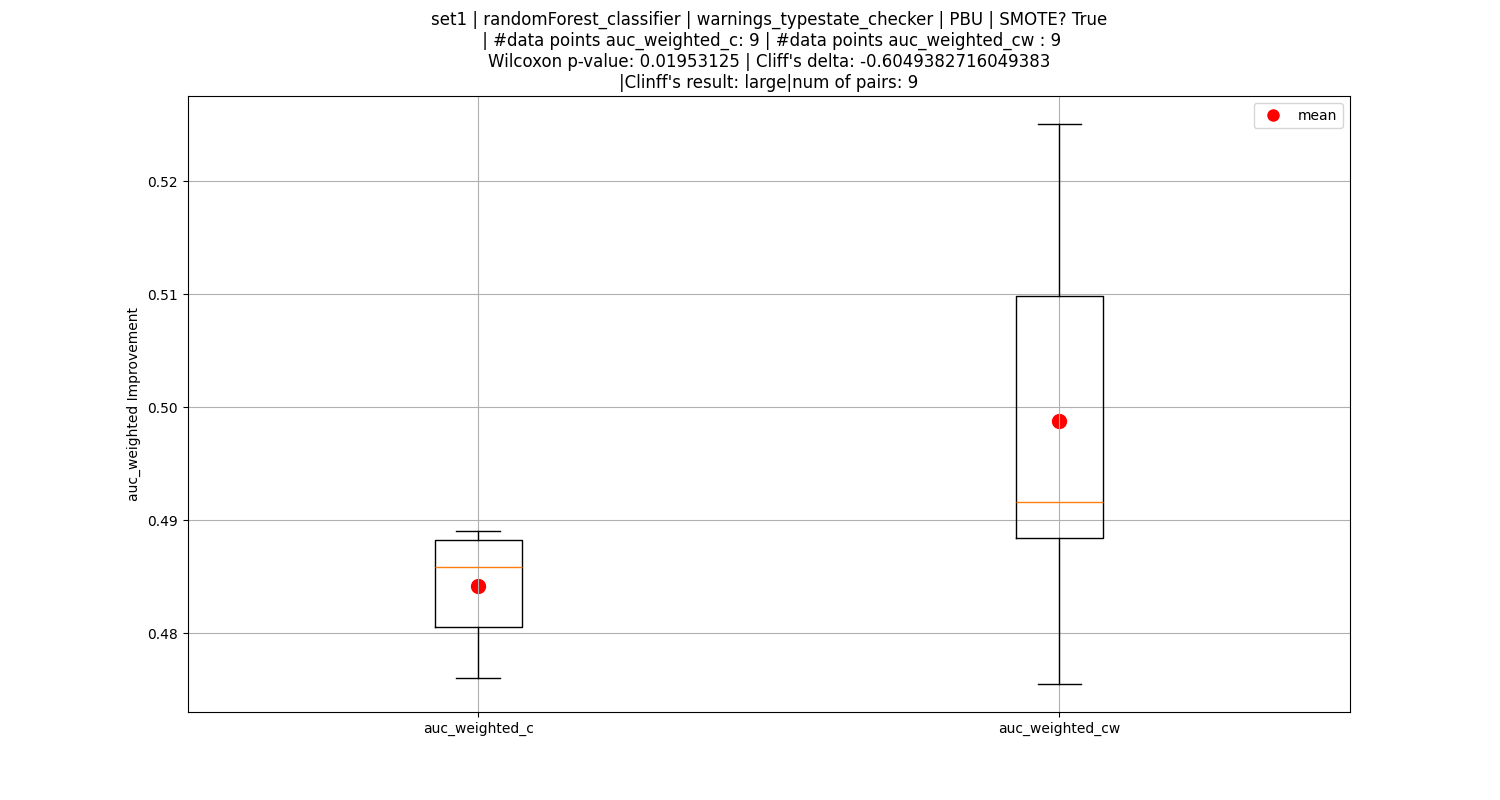 set1 | randomForest_classifier | warnings_typestate_checker | PBU | SMOTE? True
| #data points auc_weighted_c: 9 | #data points auc_weighted_cw : 9
Wilcoxon p-value: 0.01953125 | Cliff's delta: -0.6049382716049383
|Clinff's result: large|num of pairs: 9
mean
auc_weighted Improvement
0.52
0.51
0.50
0.49
0.48
auc_weighted_c
auc_weighted_cw